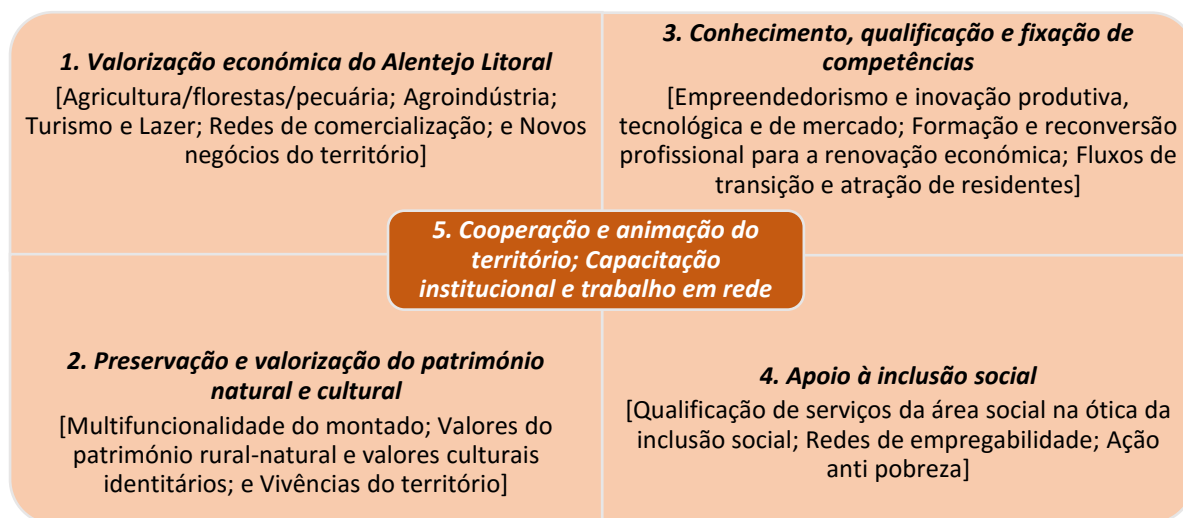 1. Valorização económica do Alentejo Litoral
[Agricultura/florestas/pecuária; Agroindústria;
Turismo e Lazer; Redes de comercialização; e Novos
negócios do território]
3. Conhecimento, qualificação e fixação de
competências
[Empreendedorismo e inovação produtiva,
tecnológica e de mercado; Formação e reconversão
profissional para a renovação económica; Fluxos de
transição e atração de residentes]
5. Cooperação e animação do
território; Capacitação
institucional e trabalho em rede
2. Preservação e valorização do património
natural e cultural
[Multifuncionalidade do montado; Valores do
património rural-natural e valores culturais
identitários; e Vivências do território]
4. Apoio à inclusão social
[Qualificação de serviços da área social na ótica da
inclusão social; Redes de empregabilidade; Ação
anti pobreza]